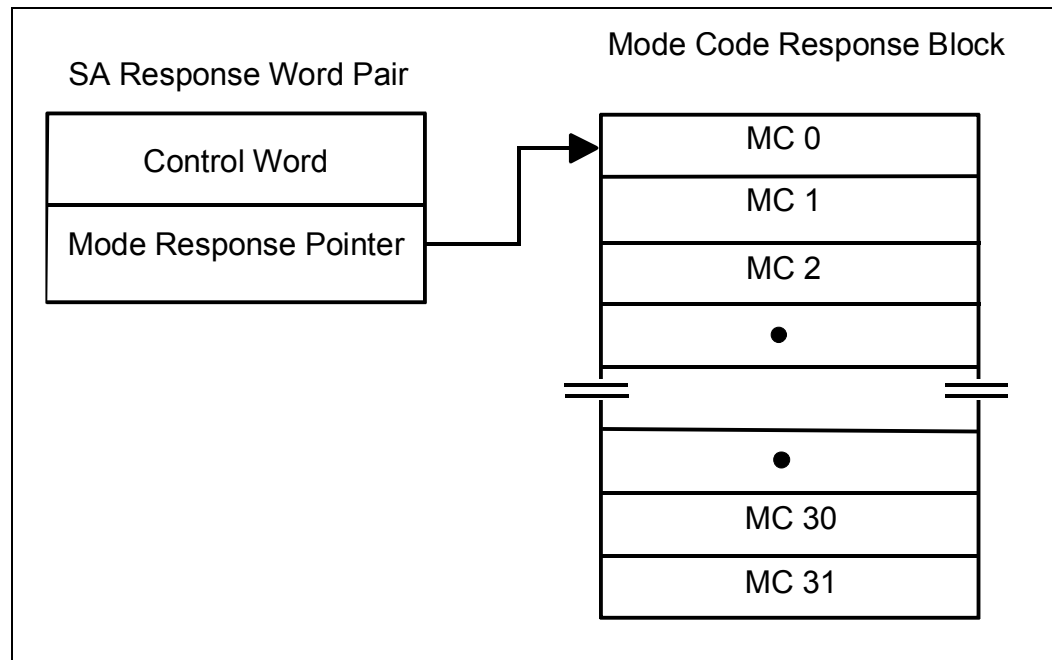 SA Response Word Pair
Control Word
Mode Response Pointer
Mode Code Response Block
MC 0
MC 1
MC 2
MC 30
MC 31